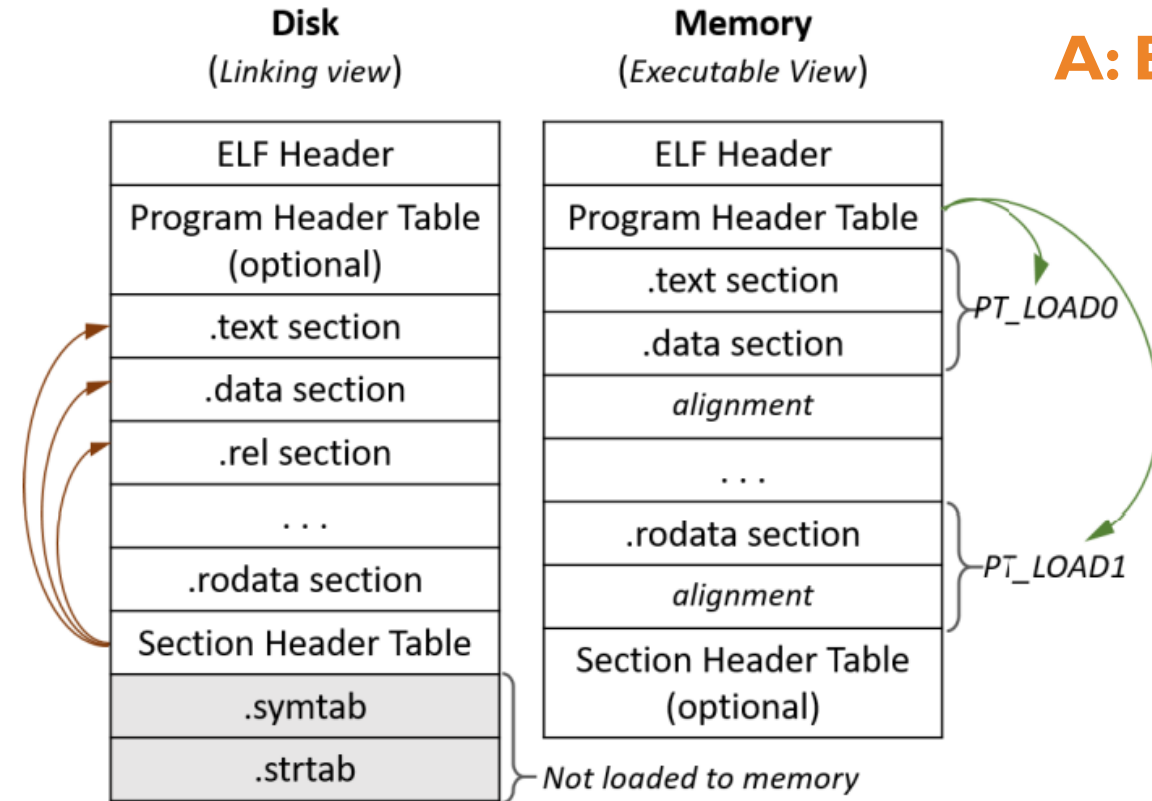 Disk
(Linking view)
ELF Header
Program Header Table
(optional)
.text section
.data section
.rel section
. . .
.rodata section
Section Header Table
.symtab
.strtab
Memory
(Executable View)
ELF Header
Program Header Table
.text section
.data section
alignment
. . .
.rodata section
alignment
Section Header Table
(optional)
PT_LOAD0
PT_LOAD1
Not loaded to memory
A: